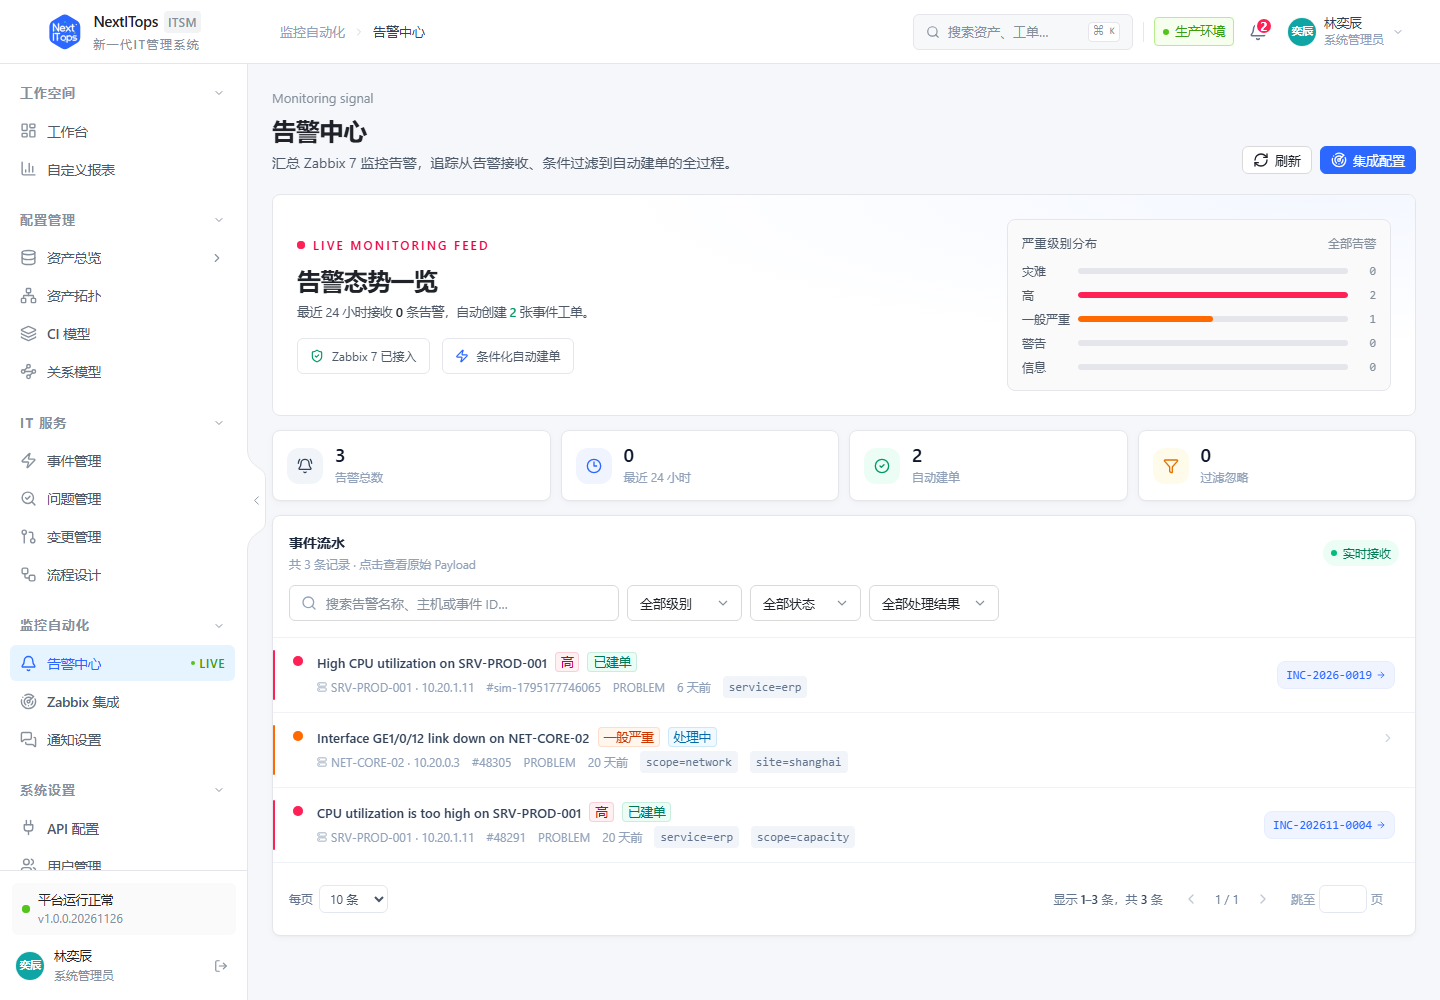 Next
ITops
NextITops ITSM
新一代IT管理系统
监控自动化 > 告警中心
搜索资产、工单... ⌘ K
生产环境
2
奕辰
林奕辰
系统管理员
工作空间
工作台
自定义报表
配置管理
资产总览
资产拓扑
CI 模型
关系模型
IT 服务
事件管理
问题管理
变更管理
流程设计
监控自动化
告警中心 LIVE
Zabbix 集成
通知设置
系统设置
API 配置
用户管理
平台运行正常
v1.0.0.20261126
奕辰
林奕辰
系统管理员
Monitoring signal
告警中心
汇总 Zabbix 7 监控告警，追踪从告警接收、条件过滤到自动建单的全过程。
刷新
集成配置
LIVE MONITORING FEED
告警态势一览
最近 24 小时接收 0 条告警，自动创建 2 张事件工单。
Zabbix 7 已接入
条件化自动建单
严重级别分布 全部告警
灾难 0
高 2
一般严重 1
警告 0
信息 0
3
告警总数
0
最近 24 小时
2
自动建单
0
过滤忽略
事件流水
共 3 条记录 · 点击查看原始 Payload
实时接收
搜索告警名称、主机或事件 ID...
全部级别
全部状态
全部处理结果
High CPU utilization on SRV-PROD-001 高 已建单
SRV-PROD-001 · 10.20.1.11 #sim-1795177746065 PROBLEM 6 天前 service=erp
INC-2026-0019 →
Interface GE1/0/12 link down on NET-CORE-02 一般严重 处理中
NET-CORE-02 · 10.20.0.3 #48305 PROBLEM 20 天前 scope=network site=shanghai
CPU utilization is too high on SRV-PROD-001 高 已建单
SRV-PROD-001 · 10.20.1.11 #48291 PROBLEM 20 天前 service=erp scope=capacity
INC-202611-0004 →
每页 10 条
显示 1–3 条，共 3 条
1 / 1
跳至 页